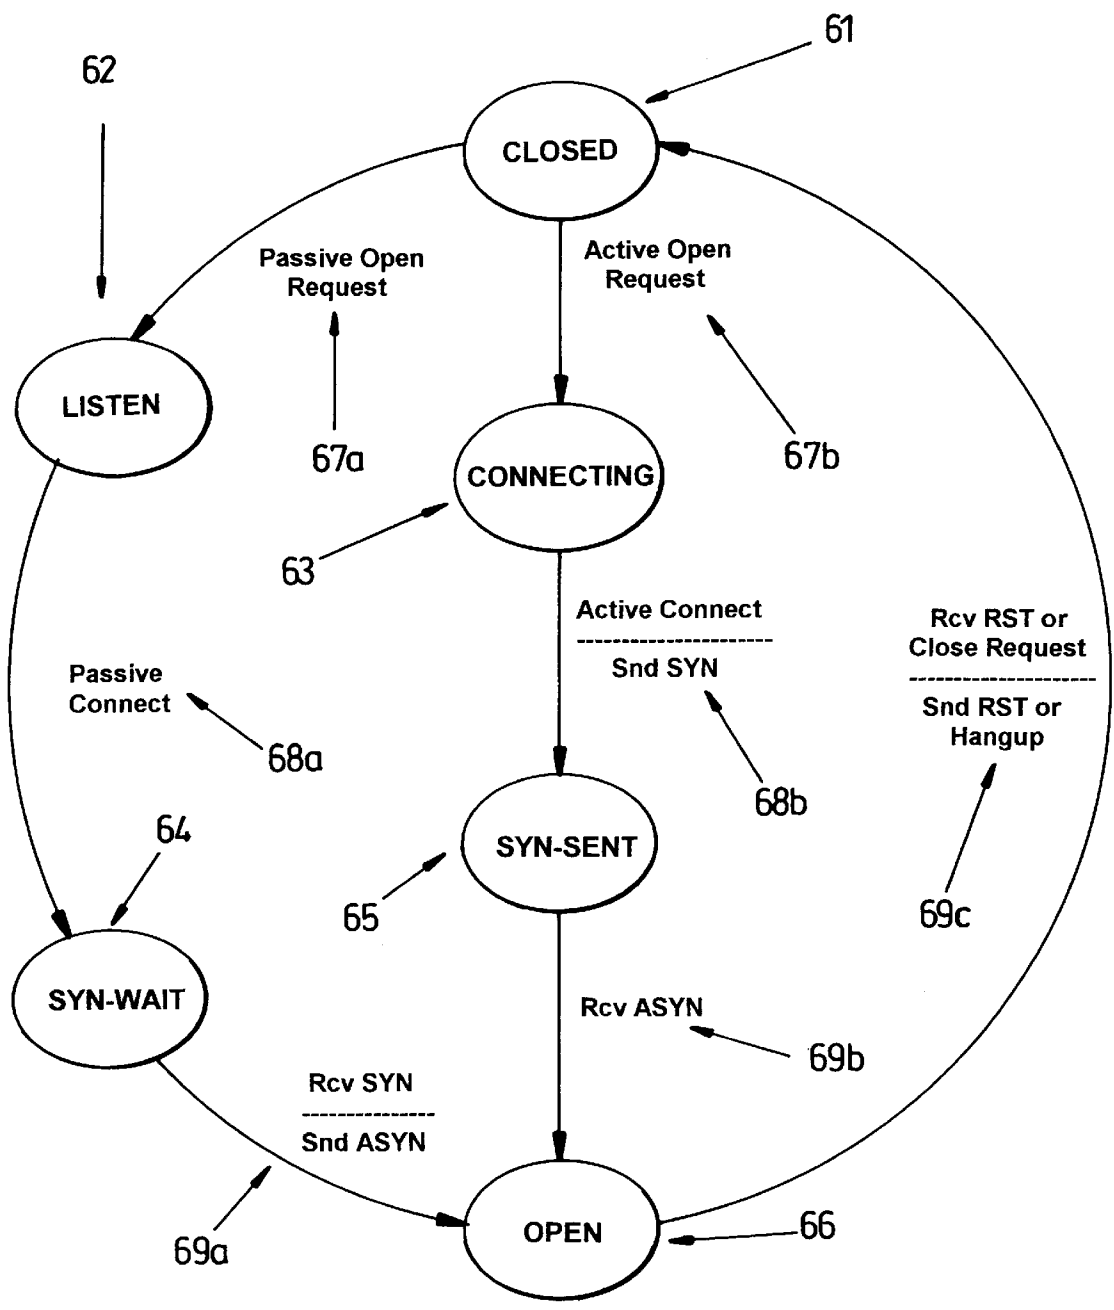 61
62
CLOSED
Passive Open
Request
Active Open
Request
LISTEN
67a
67b
CONNECTING
63
Active Connect
Snd SYN
Rcv RST or
Close Request
Snd RST or
Hangup
Passive
Connect
68a
68b
64
SYN-SENT
65
69c
SYN-WAIT
Rcv ASYN
69b
Rcv SYN
Snd ASYN
69a
OPEN
66